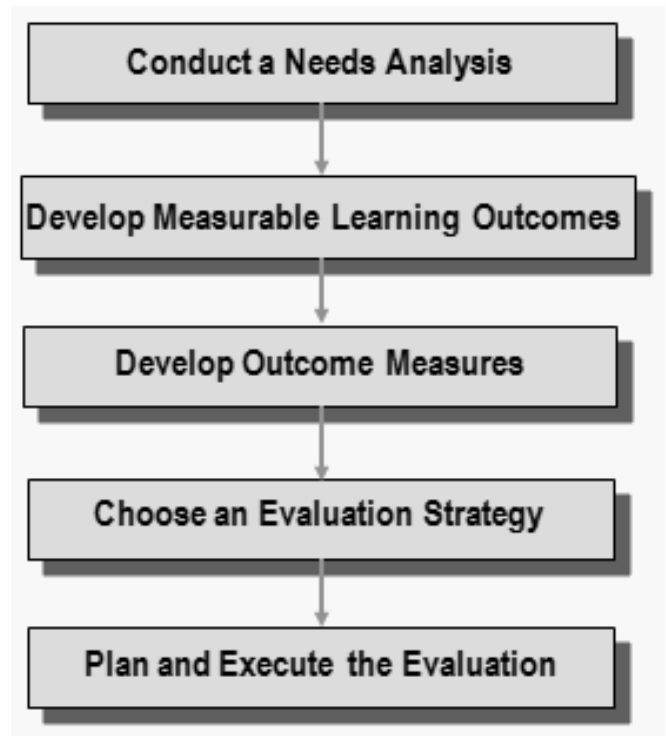 Conduct a Needs Analysis
Develop Measurable Learning Outcomes
Develop Outcome Measures
Choose an Evaluation Strategy
Plan and Execute the Evaluation